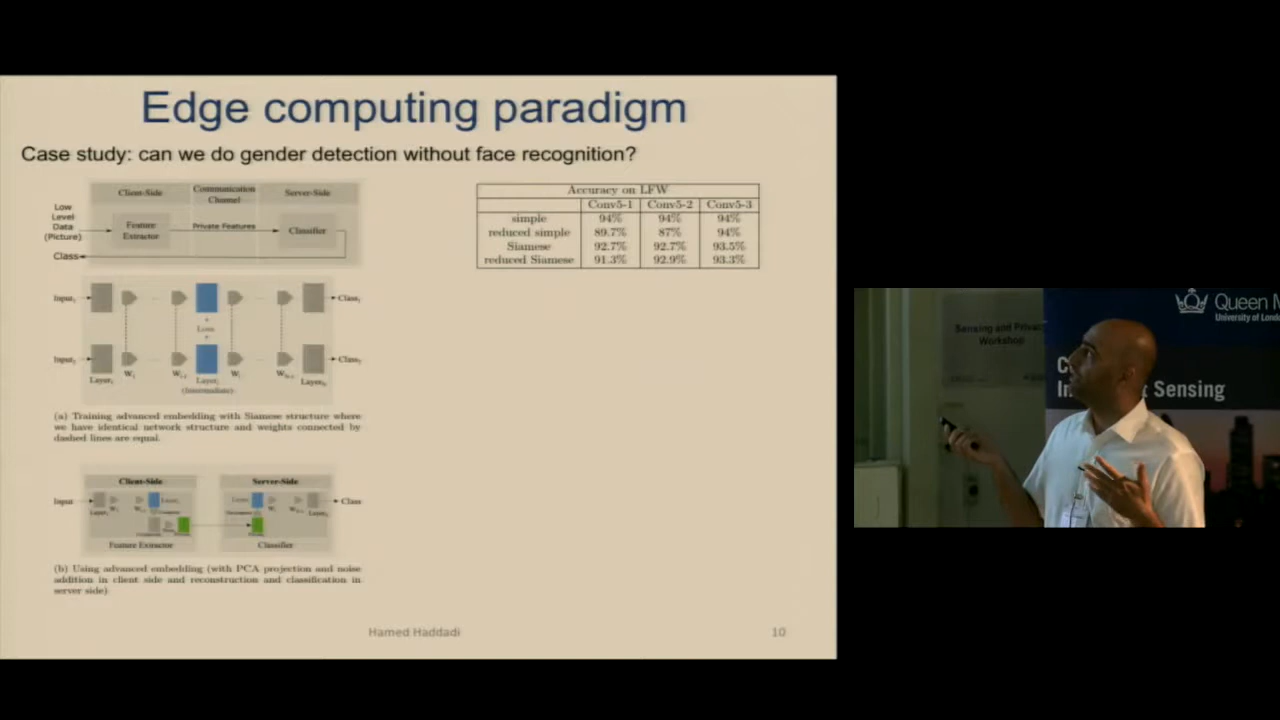 Edge computing paradigm
Case study: can we do gender detection without face recognition?
Client-Side Communication Channel Server-Side
Low Level Data (Picture)
Feature Extractor
Private Features
Classifier
Class
Accuracy on LFW
Conv5-1 Conv5-2 Conv5-3
simple 94% 94% 94%
reduced simple 89.7% 87% 94%
Siamese 92.7% 92.7% 93.5%
reduced Siamese 91.3% 92.9% 93.3%
Input₁
Class₁
Loss
Input₂
Class₂
Layer₁
(Intermediate)
(a) Training advanced embedding with Siamese structure where
we have identical network structure and weights connected by
dashed lines are equal.
Client-Side Server-Side
Input
Class
Feature Extractor
Classifier
(b) Using advanced embedding (with PCA projection and noise
addition in client side and reconstruction and classification in
server side)
Hamed Haddadi
10
Queen M
University of Londo
Sensing and Privac
Workshop
C
In
Sensing